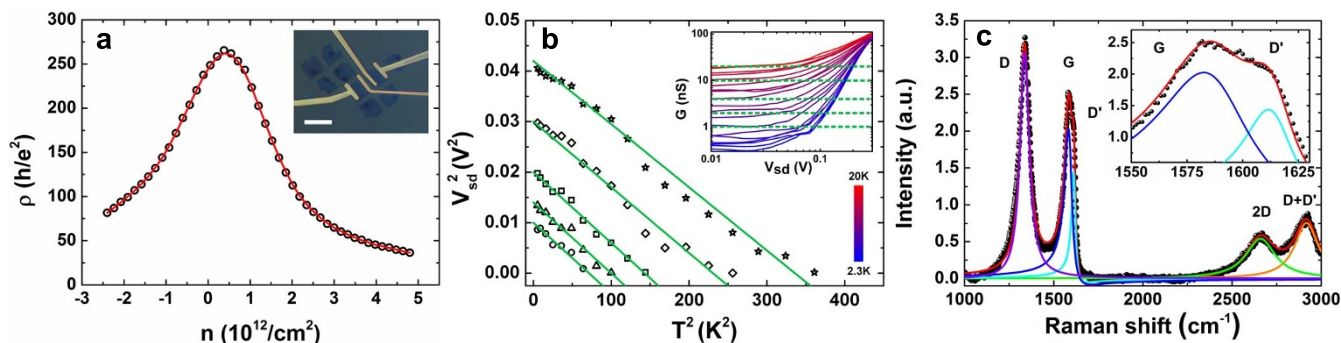 a
300
250
200
150
100
50
0
ρ (h/e²)
-3 -2 -1 0 1 2 3 4 5
n (10¹²/cm²)
b
0.04
0.03
0.02
0.01
0.00
V_sd² (V²)
0 100 200 300 400
T² (K²)
100
10
1
G (nS)
0.01 0.1
V_sd (V)
20K
2.3K
c
3.5
3.0
2.5
2.0
1.5
1.0
0.5
0.0
Intensity (a.u.)
D G
D'
2D D+D'
1000 1500 2000 2500 3000
Raman shift (cm⁻¹)
G D'
2.5
2.0
1.5
1.0
1550 1575 1600 1625